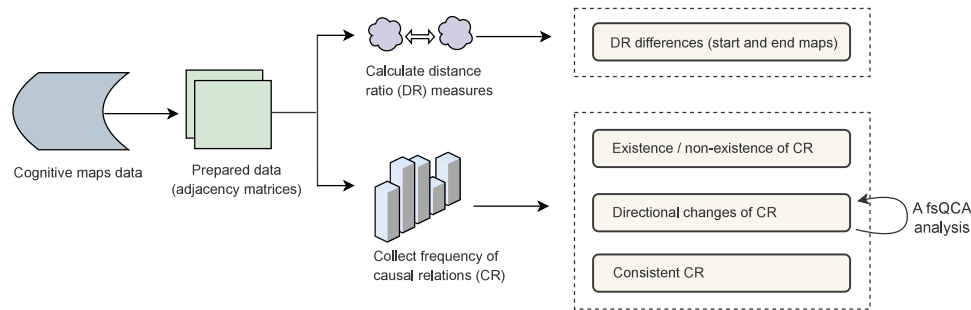 Cognitive maps data
Prepared data
(adjacency matrices)
Calculate distance
ratio (DR) measures
DR differences (start and end maps)
Collect frequency of
causal relations (CR)
Existence / non-existence of CR
Directional changes of CR
Consistent CR
A fsQCA
analysis